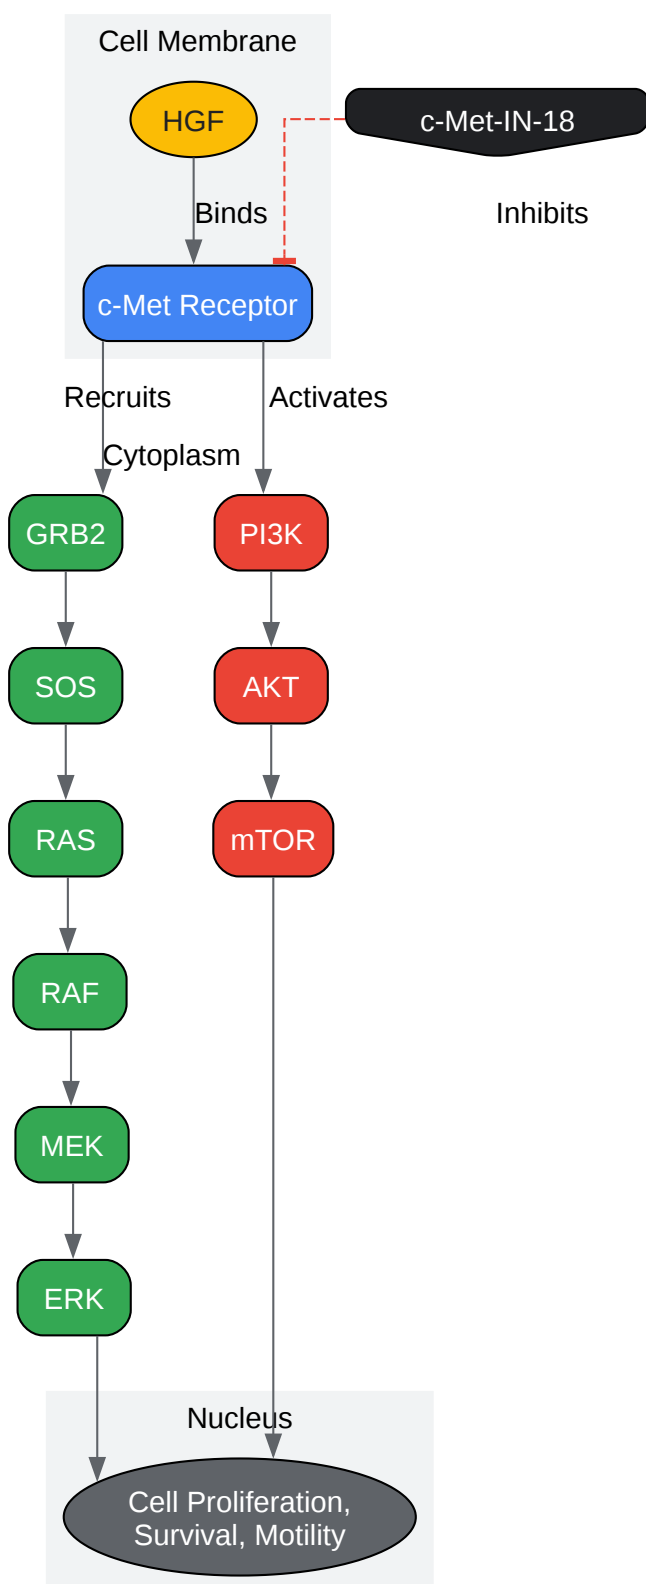 Cell Membrane
HGF
c-Met-IN-18
Binds
Inhibits
c-Met Receptor
Recruits
Activates
Cytoplasm
GRB2
PI3K
SOS
AKT
RAS
mTOR
RAF
MEK
ERK
Nucleus
Cell Proliferation,
Survival, Motility